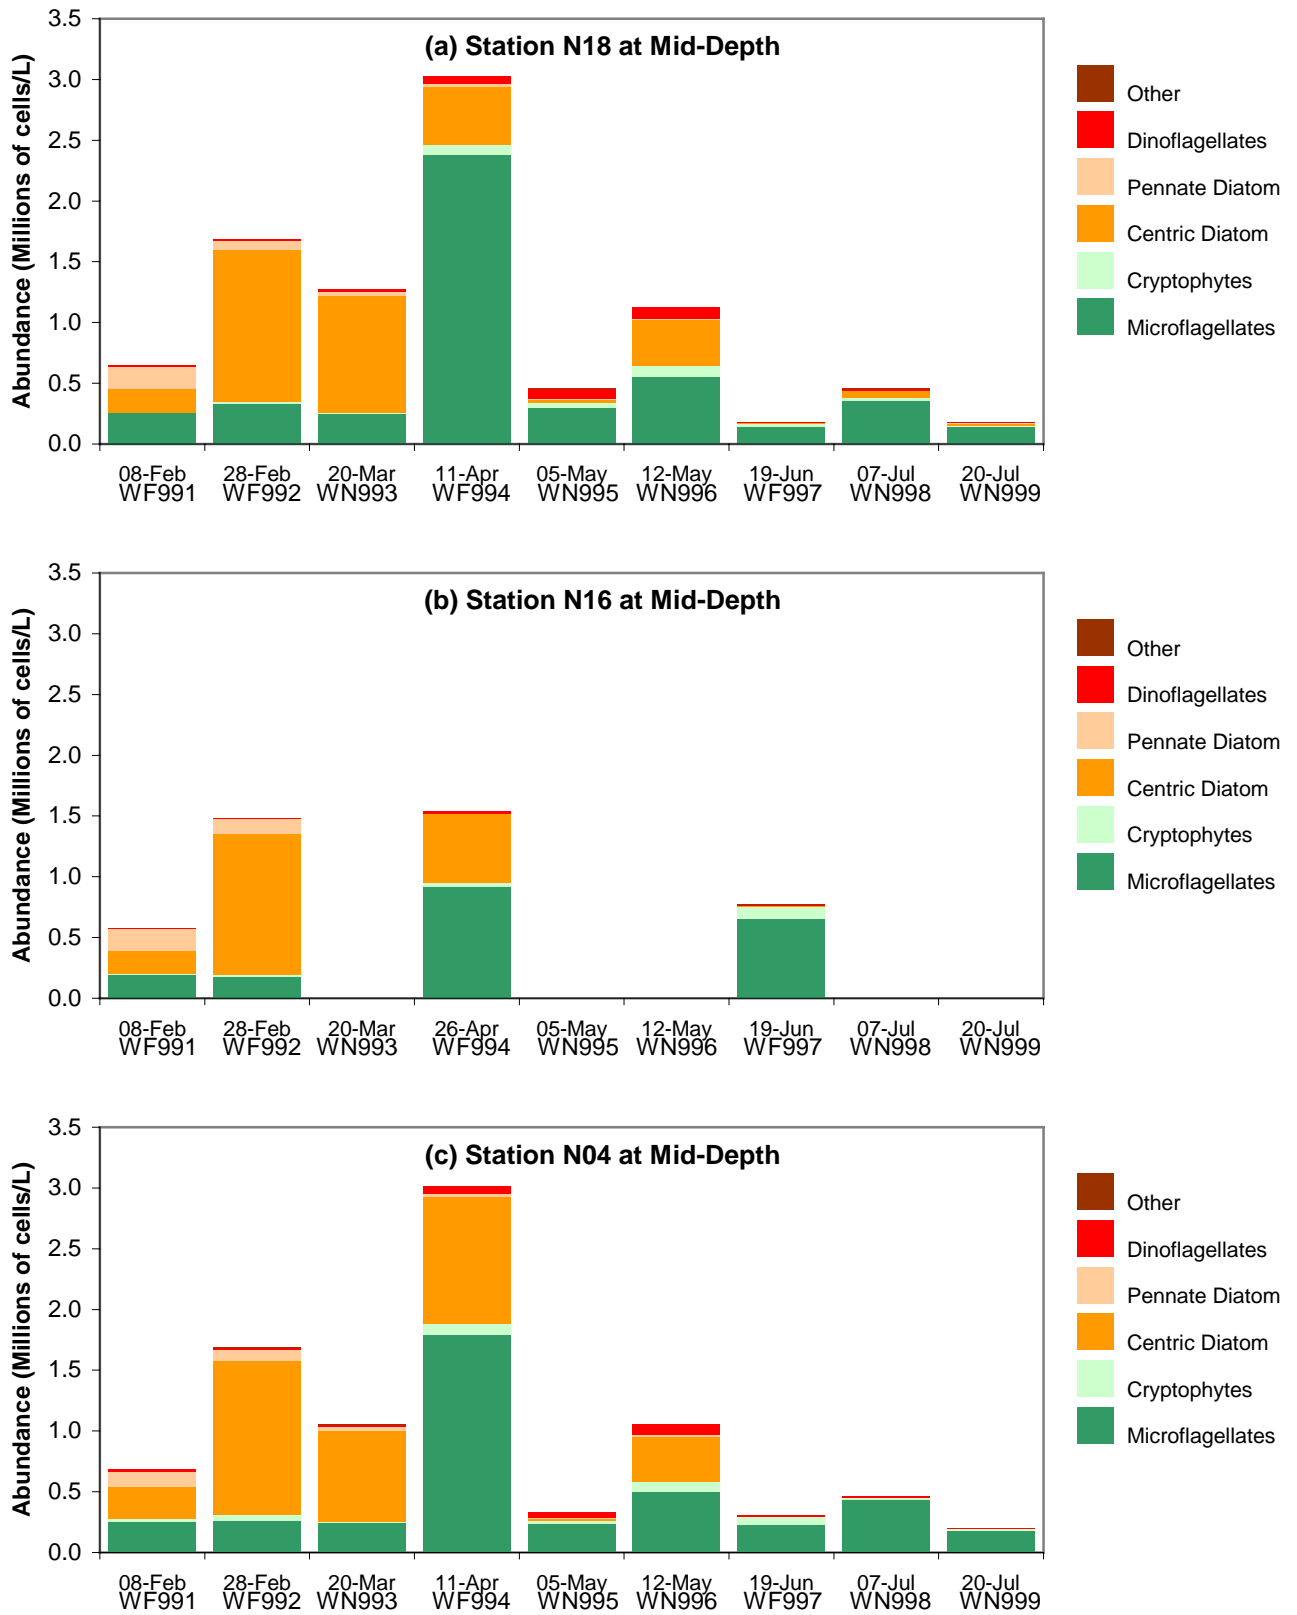 (a) Station N18 at Mid-Depth
Abundance (Millions of cells/L)
3.5
3.0
2.5
2.0
1.5
1.0
0.5
0.0
08-Feb 28-Feb 20-Mar 11-Apr 05-May 12-May 19-Jun 07-Jul 20-Jul
WF991 WF992 WN993 WF994 WN995 WN996 WF997 WN998 WN999
Other
Dinoflagellates
Pennate Diatom
Centric Diatom
Cryptophytes
Microflagellates
(b) Station N16 at Mid-Depth
Abundance (Millions of cells/L)
3.5
3.0
2.5
2.0
1.5
1.0
0.5
0.0
08-Feb 28-Feb 20-Mar 26-Apr 05-May 12-May 19-Jun 07-Jul 20-Jul
WF991 WF992 WN993 WF994 WN995 WN996 WF997 WN998 WN999
Other
Dinoflagellates
Pennate Diatom
Centric Diatom
Cryptophytes
Microflagellates
(c) Station N04 at Mid-Depth
Abundance (Millions of cells/L)
3.5
3.0
2.5
2.0
1.5
1.0
0.5
0.0
08-Feb 28-Feb 20-Mar 11-Apr 05-May 12-May 19-Jun 07-Jul 20-Jul
WF991 WF992 WN993 WF994 WN995 WN996 WF997 WN998 WN999
Other
Dinoflagellates
Pennate Diatom
Centric Diatom
Cryptophytes
Microflagellates